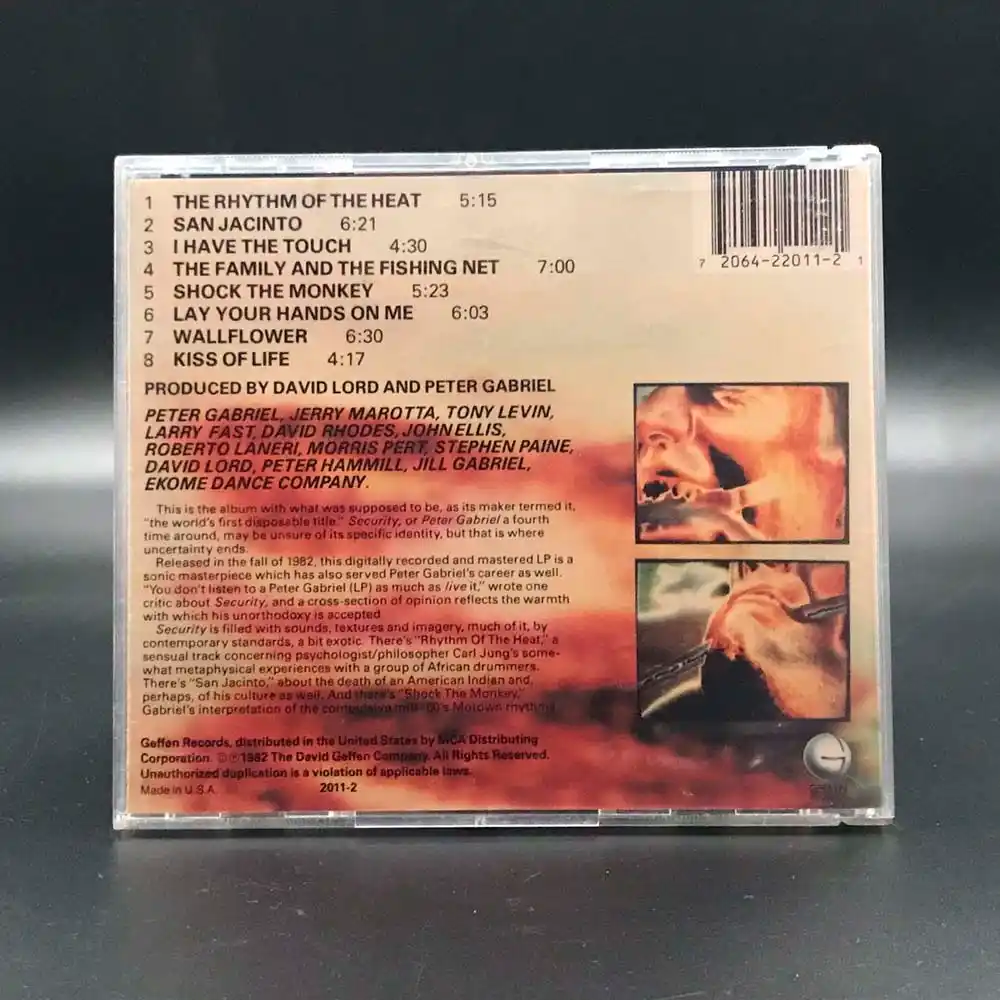 1 THE RHYTHM OF THE HEAT 5:15
2 SAN JACINTO 6:21
3 I HAVE THE TOUCH 4:30
4 THE FAMILY AND THE FISHING NET 7:00
5 SHOCK THE MONKEY 5:23
6 LAY YOUR HANDS ON ME 6:03
7 WALLFLOWER 6:30
8 KISS OF LIFE 4:17
7 2064-22011-2 1
PRODUCED BY DAVID LORD AND PETER GABRIEL
PETER GABRIEL, JERRY MAROTTA, TONY LEVIN,
LARRY FAST, DAVID RHODES, JOHN ELLIS,
ROBERTO LANERI, MORRIS PERT, STEPHEN PAINE,
DAVID LORD, PETER HAMMILL, JILL GABRIEL,
EKOME DANCE COMPANY.
This is the album with what was supposed to be, as its maker termed it,
"the world's first disposable title." Security, or Peter Gabriel a fourth
time around, may be unsure of its specific identity, but that is where
uncertainty ends.
Released in the fall of 1982, this digitally recorded and mastered LP is a
sonic masterpiece which has also served Peter Gabriel's career as well.
"You don't listen to a Peter Gabriel (LP) as much as live it," wrote one
critic about Security, and a cross-section of opinion reflects the warmth
with which his unorthodoxy is accepted.
Security is filled with sounds, textures and imagery, much of it, by
contemporary standards, a bit exotic. There's "Rhythm Of The Heat," a
sensual track concerning psychologist/philosopher Carl Jung's some-
what metaphysical experiences with a group of African drummers.
There's "San Jacinto," about the death of an American Indian and,
perhaps, of his culture as well. And there's "Shock The Monkey,"
Gabriel's interpretation of the compulsive mid-60's Motown rhythms.
Geffen Records, distributed in the United States by MCA Distributing
Corporation. ©℗1982 The David Geffen Company. All Rights Reserved.
Unauthorized duplication is a violation of applicable laws.
Made in U.S.A. 2011-2